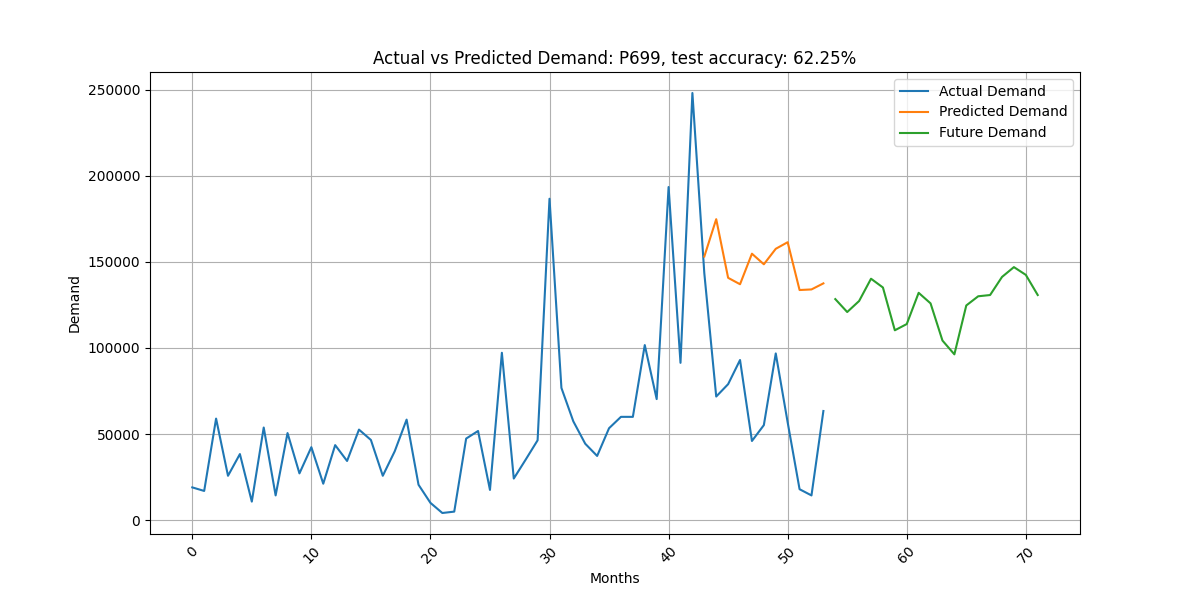 Actual vs Predicted Demand: P699, test accuracy: 62.25%
250000
200000
150000
100000
50000
0
Demand
Actual Demand
Predicted Demand
Future Demand
0 10 20 30 40 50 60 70
Months